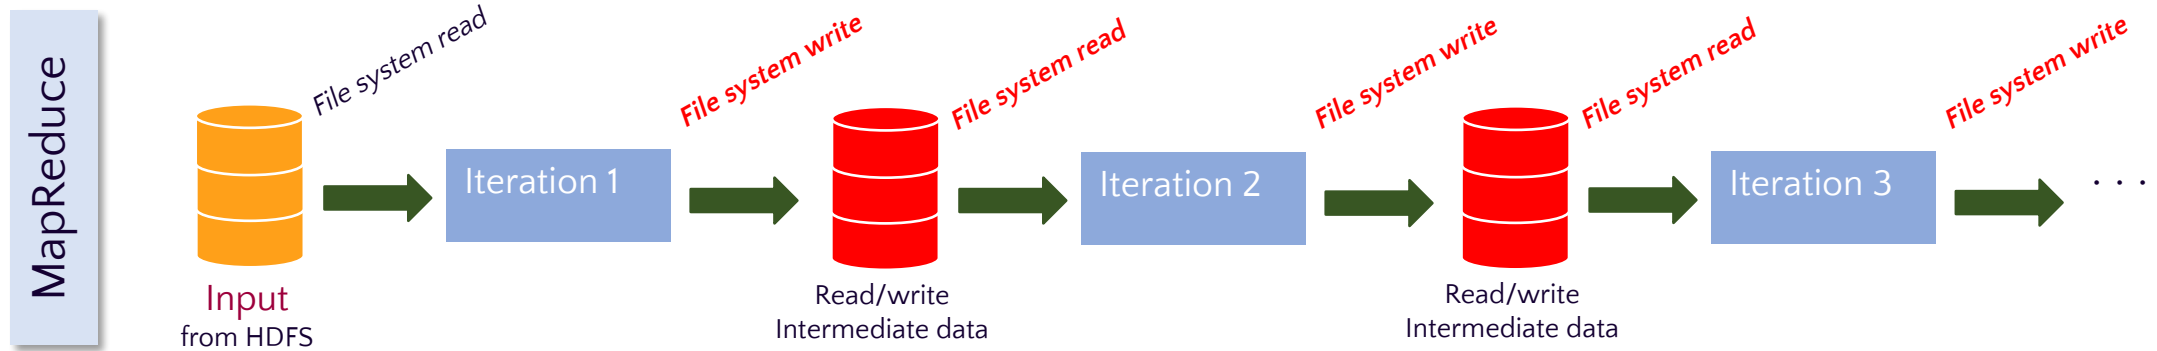 MapReduce
File system read
File system write
File system read
File system write
File system read
File system write
Iteration 1
Iteration 2
Iteration 3
. . .
Input
from HDFS
Read/write
Intermediate data
Read/write
Intermediate data